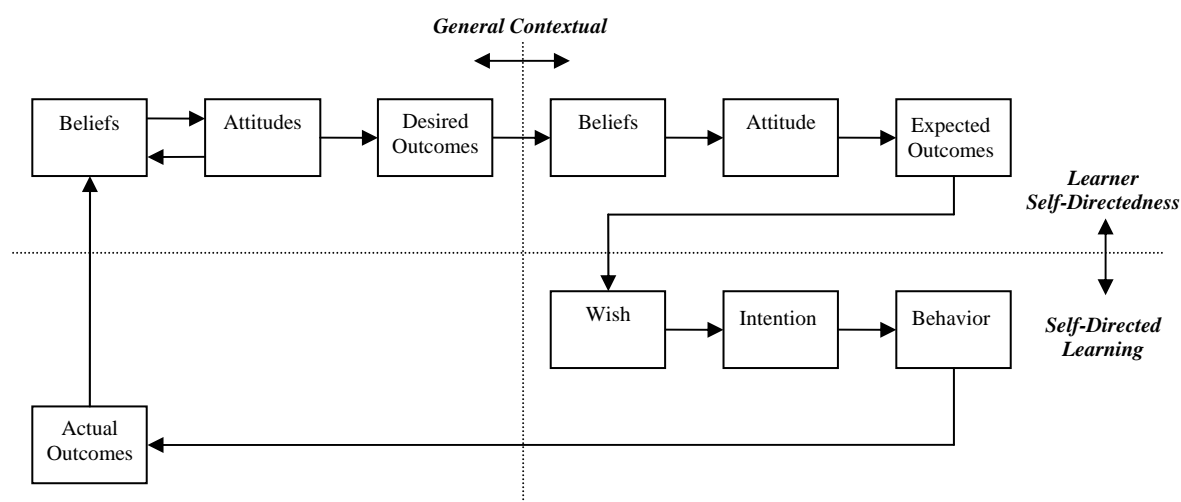 General Contextual
Beliefs
Attitudes
Desired
Outcomes
Beliefs
Attitude
Expected
Outcomes
Learner
Self-Directedness
Wish
Intention
Behavior
Self-Directed
Learning
Actual
Outcomes